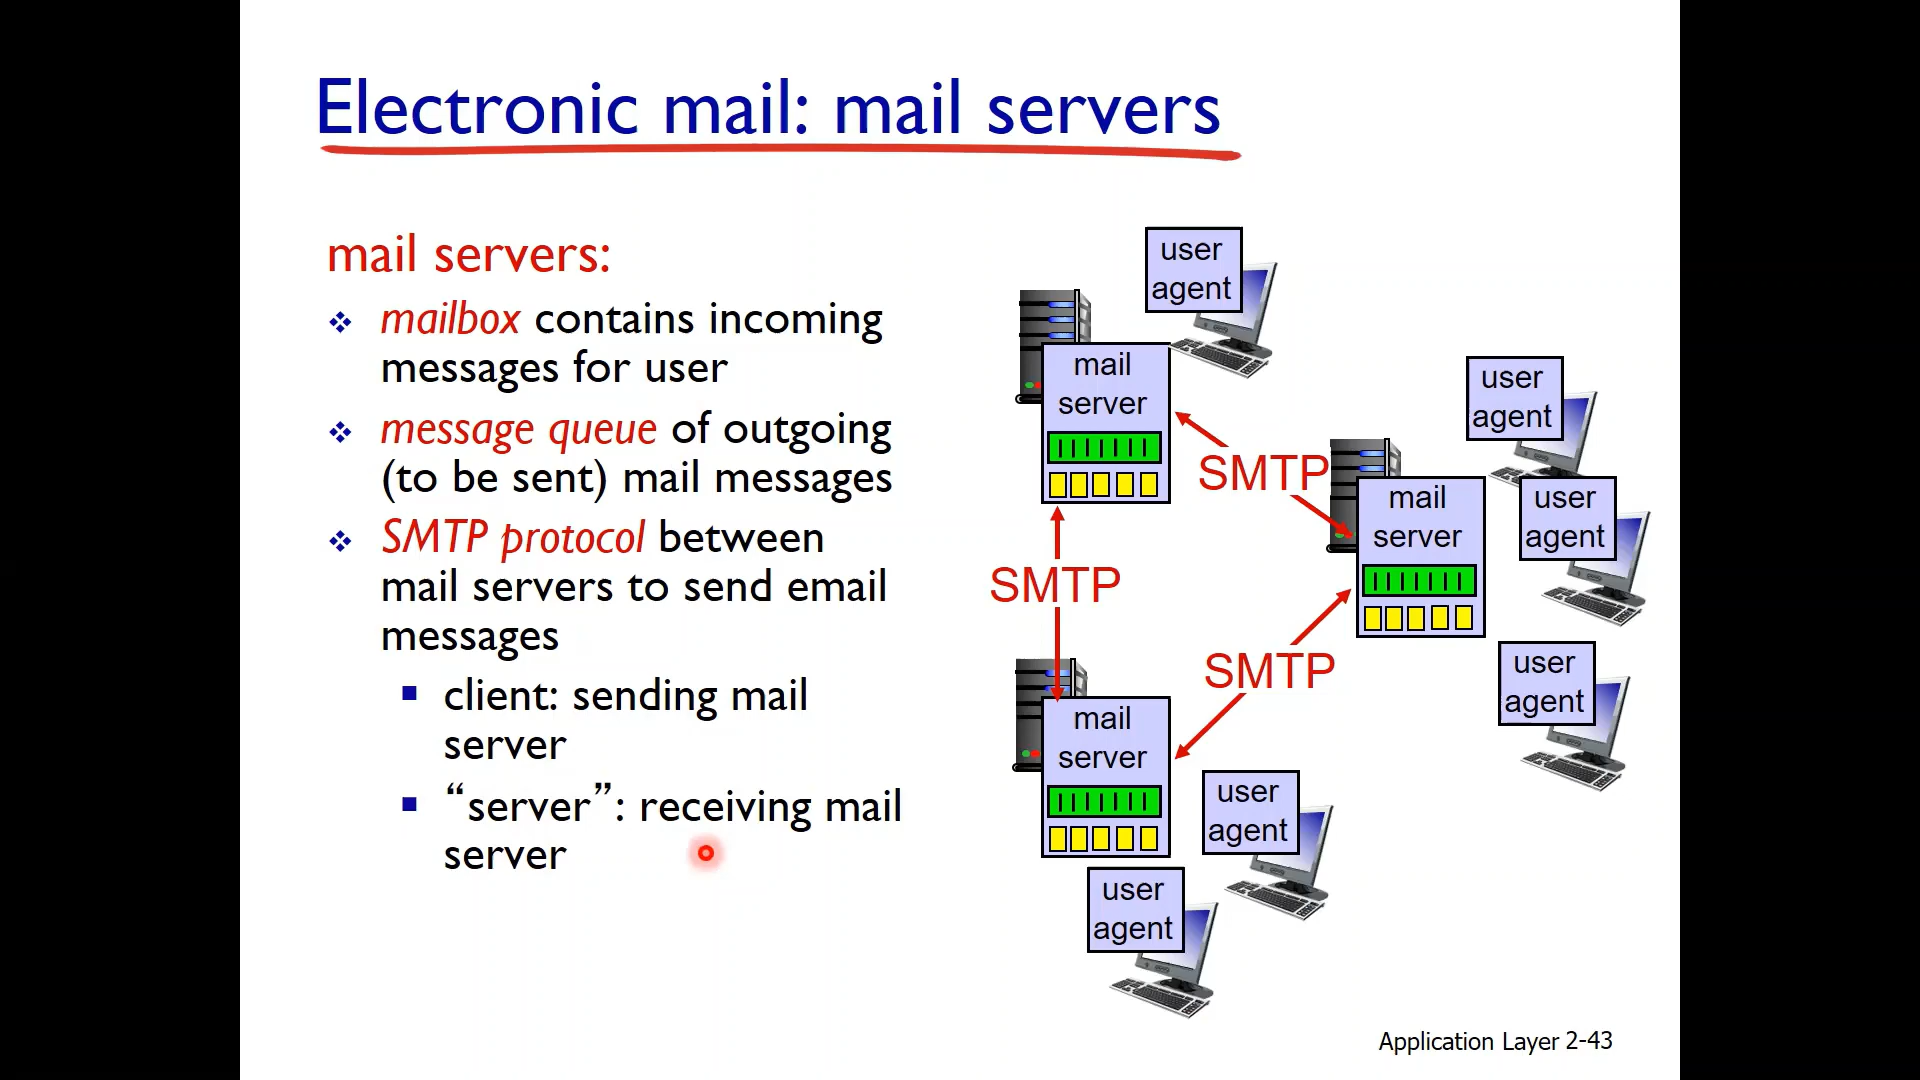 Electronic mail: mail servers
mail servers:
mailbox contains incoming
messages for user
message queue of outgoing
(to be sent) mail messages
SMTP protocol between
mail servers to send email
messages
client: sending mail
server
“server”: receiving mail
server
user
agent
mail
server
SMTP
user
agent
mail
server
user
agent
SMTP
SMTP
user
agent
mail
server
user
agent
user
agent
Application Layer 2-43